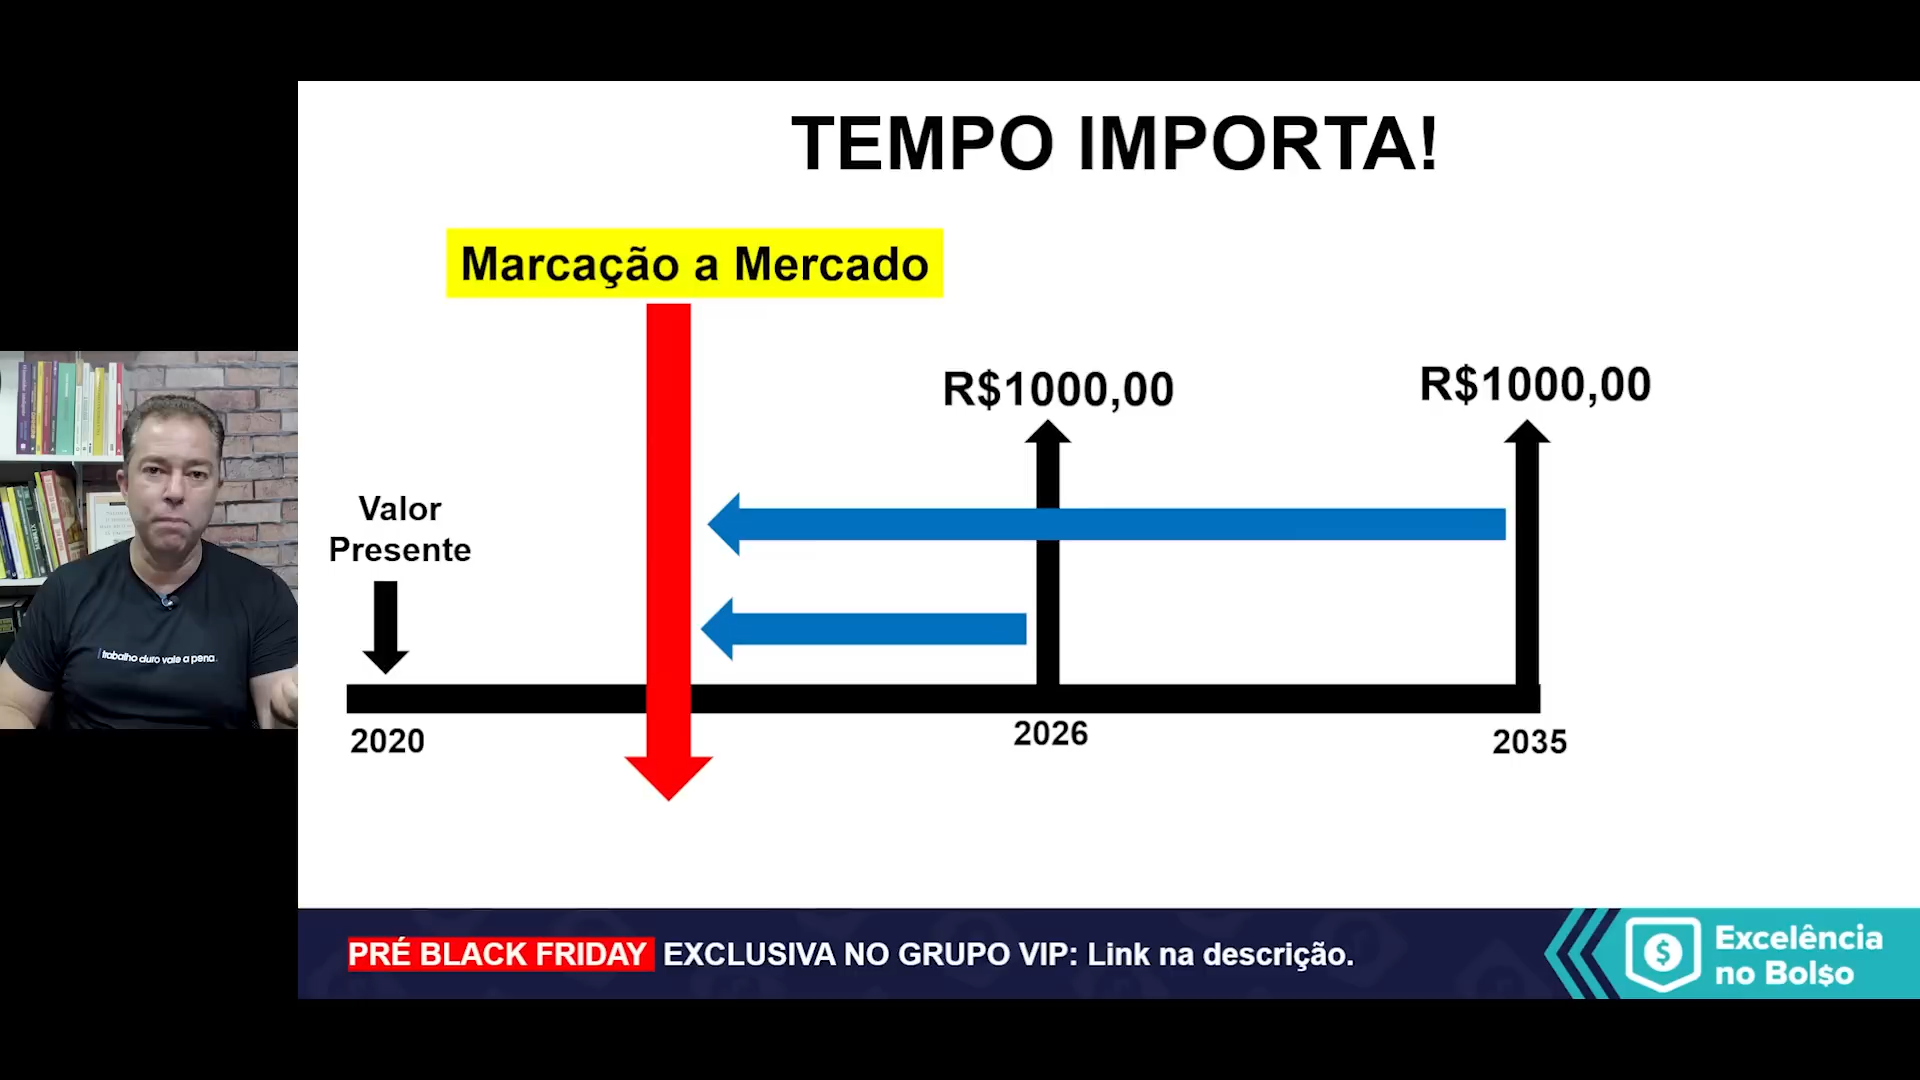 TEMPO IMPORTA!
Marcação a Mercado
R$1000,00
R$1000,00
Valor
Presente
2020
2026
2035
trabalho duro vale a pena.
PRÉ BLACK FRIDAY EXCLUSIVA NO GRUPO VIP: Link na descrição.
Excelência
no Bol$o